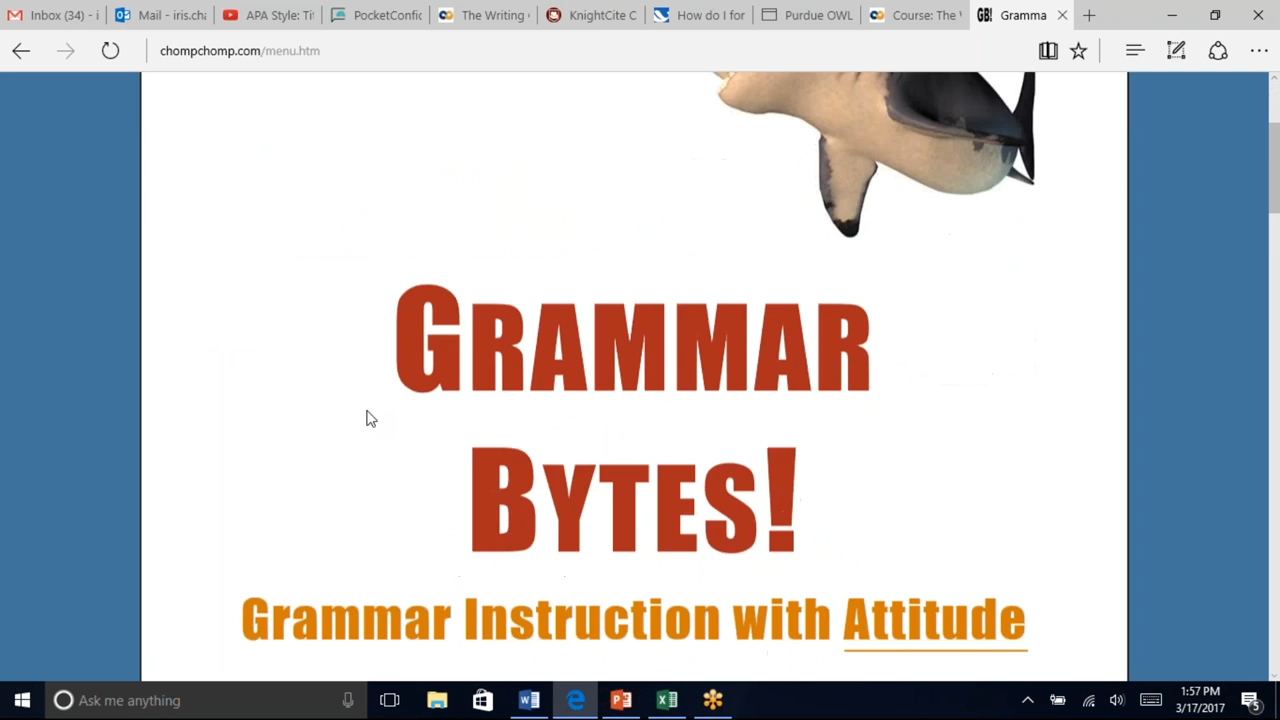 Inbox (34) - i
Mail - iris.cha
APA Style: Ti
PocketConfic
The Writing
KnightCite C
How do I for
Purdue OWL
Course: The W
GB! Gramma
chompchomp.com/menu.htm
GRAMMAR
BYTES!
Grammar Instruction with Attitude
Ask me anything
1:57 PM
3/17/2017
5